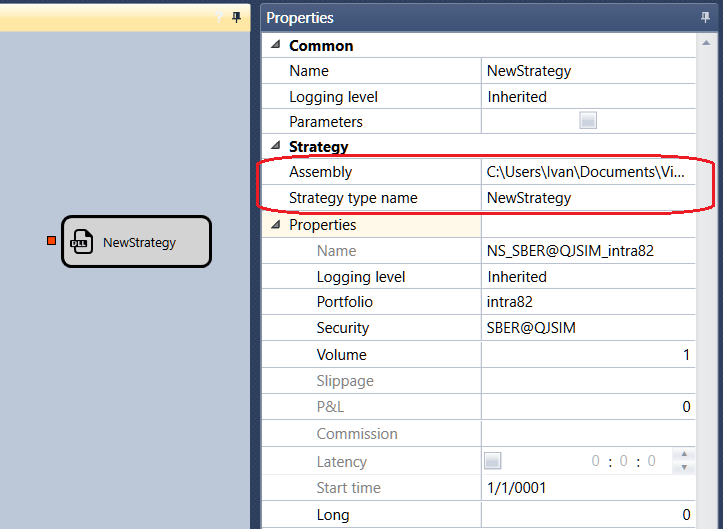 Properties
Common
Name NewStrategy
Logging level Inherited
Parameters
Strategy
Assembly C:\Users\Ivan\Documents\Vi...
Strategy type name NewStrategy
Properties
Name NS_SBER@QJSIM_intra82
Logging level Inherited
Portfolio intra82
Security SBER@QJSIM
Volume 1
Slippage
P&L 0
Commission
Latency 0 : 0 : 0
Start time 1/1/0001
Long 0
DLL NewStrategy